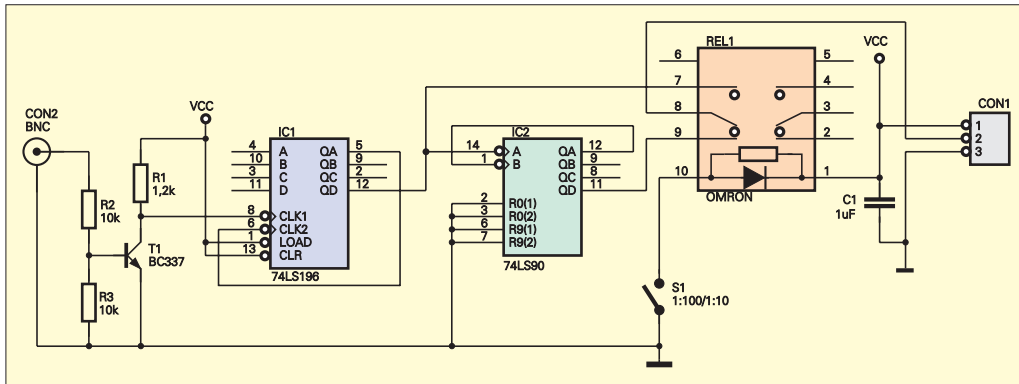 CON2
BNC
R2
10k
R3
10k
R1
1,2k
T1
BC337
VCC
IC1
4 A QA 5
10 B QB 9
3 C QC 2
11 D QD 12
8 CLK1
6 CLK2
1 LOAD
13 CLR
74LS196
IC2
14 A QA 12
1 B QB 9
QC 8
QD 11
2 R0(1)
3 R0(2)
6 R9(1)
7 R9(2)
74LS90
REL1
6 5
7 4
8 3
9 2
10 1
OMRON
S1
1:100/1:10
VCC
C1
1uF
CON1
1
2
3